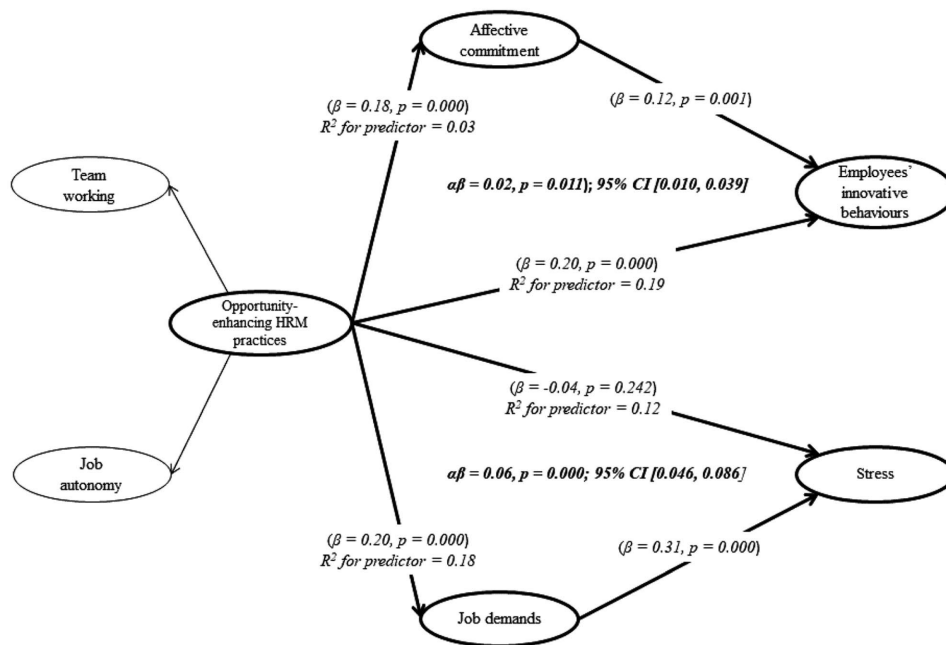 Affective
commitment
(β = 0.18, p = 0.000)
R² for predictor = 0.03
(β = 0.12, p = 0.001)
Team
working
αβ = 0.02, p = 0.011); 95% CI [0.010, 0.039]
Employees'
innovative
behaviours
(β = 0.20, p = 0.000)
R² for predictor = 0.19
Opportunity-
enhancing HRM
practices
(β = -0.04, p = 0.242)
R² for predictor = 0.12
Job
autonomy
αβ = 0.06, p = 0.000; 95% CI [0.046, 0.086]
Stress
(β = 0.20, p = 0.000)
R² for predictor = 0.18
(β = 0.31, p = 0.000)
Job demands